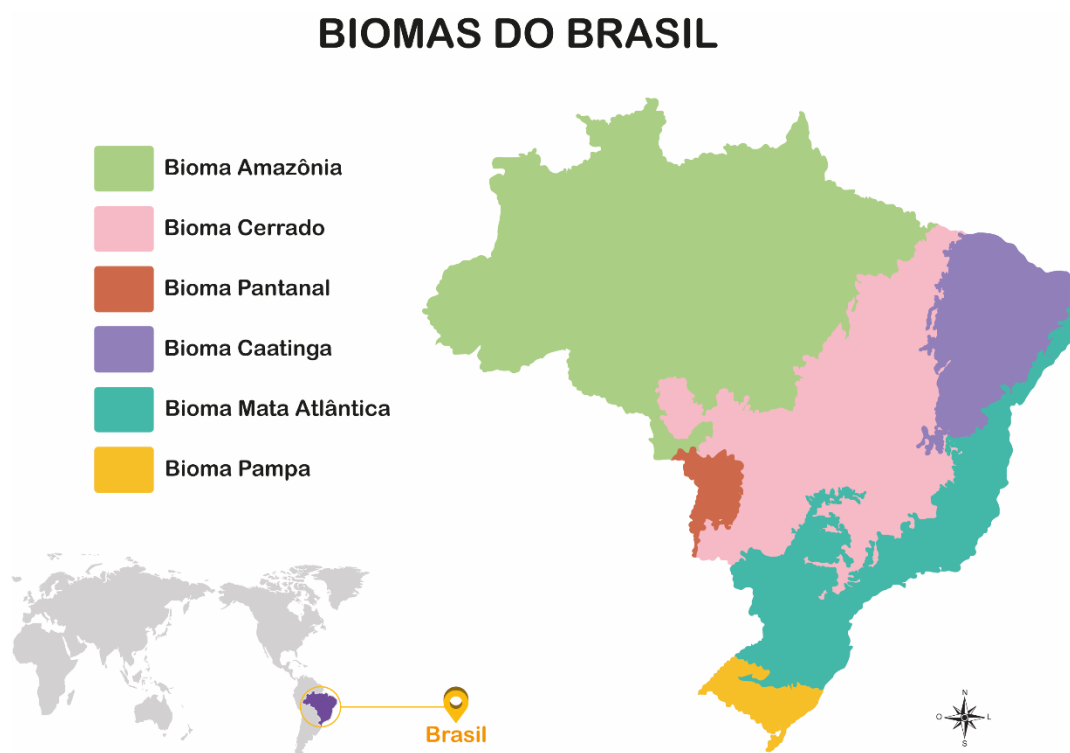 BIOMAS DO BRASIL
Bioma Amazônia
Bioma Cerrado
Bioma Pantanal
Bioma Caatinga
Bioma Mata Atlântica
Bioma Pampa
Brasil
N
O L
S